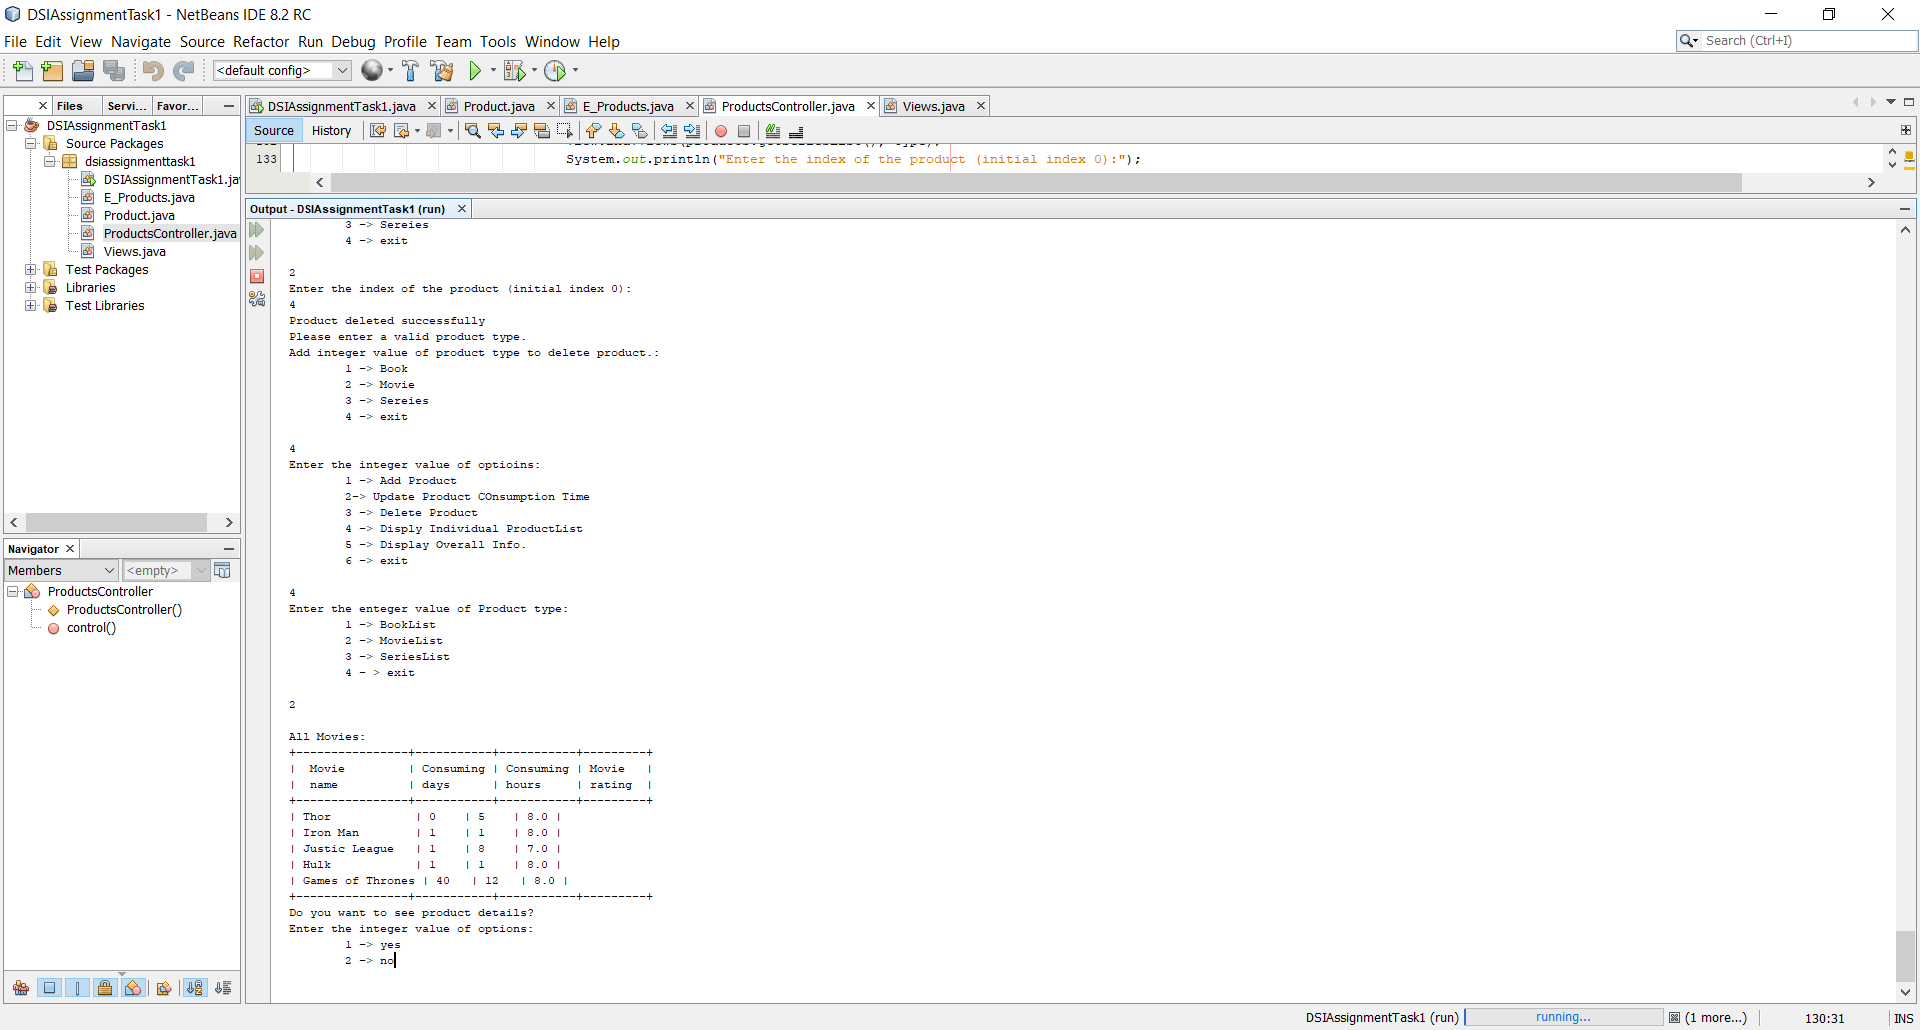 DSIAssignmentTask1 - NetBeans IDE 8.2 RC
File Edit View Navigate Source Refactor Run Debug Profile Team Tools Window Help
Search (Ctrl+I)
<default config>
Files Servi... Favor...
DSIAssignmentTask1
Source Packages
dsiassignmenttask1
DSIAssignmentTask1.ja
E_Products.java
Product.java
ProductsController.java
Views.java
Test Packages
Libraries
Test Libraries
Navigator
Members <empty>
ProductsController
ProductsController()
control()
DSIAssignmentTask1.java Product.java E_Products.java ProductsController.java Views.java
Source History
133 System.out.println("Enter the index of the product (initial index 0):");
Output - DSIAssignmentTask1 (run)
3 -> Sereies
4 -> exit
2
Enter the index of the product (initial index 0):
4
Product deleted successfully
Please enter a valid product type.
Add integer value of product type to delete product.:
1 -> Book
2 -> Movie
3 -> Sereies
4 -> exit
4
Enter the integer value of optioins:
1 -> Add Product
2-> Update Product COnsumption Time
3 -> Delete Product
4 -> Disply Individual ProductList
5 -> Display Overall Info.
6 -> exit
4
Enter the enteger value of Product type:
1 -> BookList
2 -> MovieList
3 -> SeriesList
4 - > exit
2
All Movies:
+----------------+-----------+-----------+---------+
| Movie | Consuming | Consuming | Movie |
| name | days | hours | rating |
+----------------+-----------+-----------+---------+
| Thor | 0 | 5 | 8.0 |
| Iron Man | 1 | 1 | 8.0 |
| Justic League | 1 | 8 | 7.0 |
| Hulk | 1 | 1 | 8.0 |
| Games of Thrones | 40 | 12 | 8.0 |
+----------------+-----------+-----------+---------+
Do you want to see product details?
Enter the integer value of options:
1 -> yes
2 -> no
DSIAssignmentTask1 (run) running... (1 more...) 130:31 INS